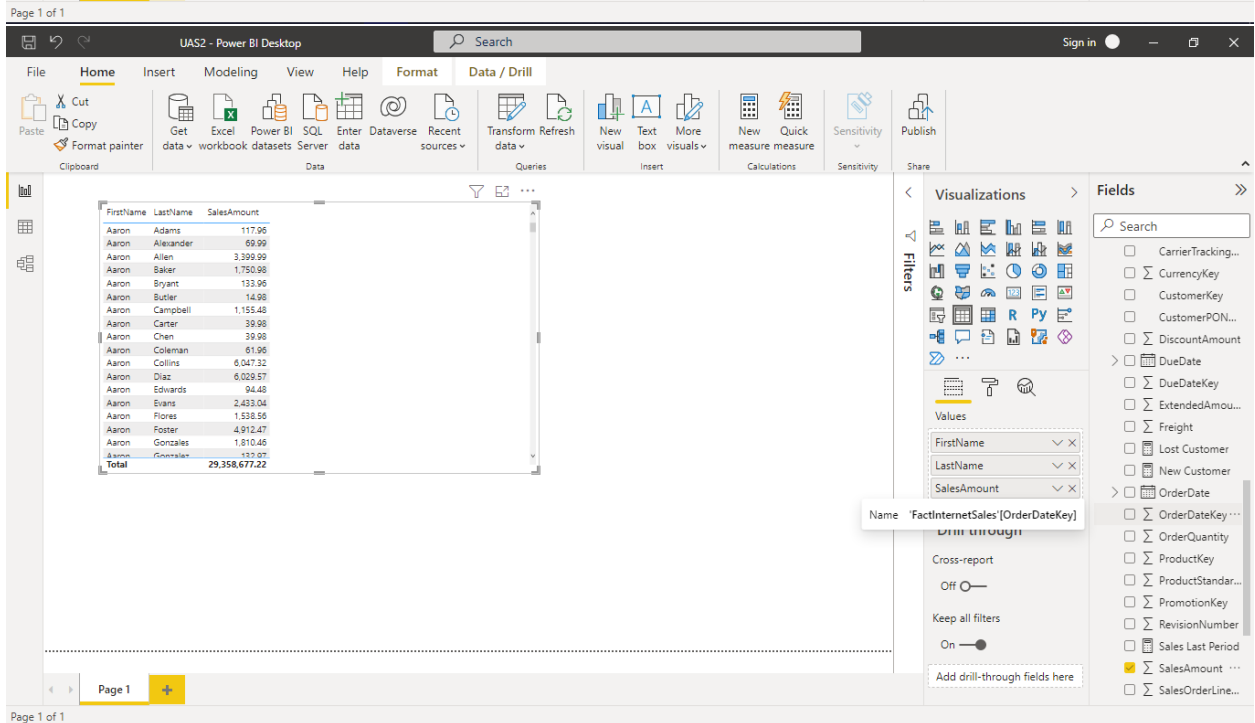 Page 1 of 1
UAS2 - Power BI Desktop
Search
Sign in
File Home Insert Modeling View Help Format Data / Drill
Paste
Cut
Copy
Format painter
Clipboard
Get data
Excel workbook
Power BI datasets
SQL Server
Enter data
Dataverse
Recent sources
Data
Transform data
Refresh
Queries
New visual
Text box
More visuals
Insert
New measure
Quick measure
Calculations
Sensitivity
Sensitivity
Publish
Share
FirstName LastName SalesAmount
Aaron Adams 117.96
Aaron Alexander 69.99
Aaron Allen 3,399.99
Aaron Baker 1,750.98
Aaron Bryant 133.96
Aaron Butler 14.98
Aaron Campbell 1,155.48
Aaron Carter 39.98
Aaron Chen 39.98
Aaron Coleman 61.96
Aaron Collins 6,047.32
Aaron Diaz 6,029.57
Aaron Edwards 94.48
Aaron Evans 2,433.04
Aaron Flores 1,538.56
Aaron Foster 4,912.47
Aaron Gonzales 1,810.46
Aaron Gonzalez 132.97
Total 29,358,677.22
Filters
Visualizations
123
R Py
Values
FirstName
LastName
SalesAmount
Name 'FactInternetSales'[OrderDateKey]
Drill through
Cross-report
Off
Keep all filters
On
Add drill-through fields here
Fields
Search
CarrierTracking...
CurrencyKey
CustomerKey
CustomerPON...
DiscountAmount
DueDate
DueDateKey
ExtendedAmou...
Freight
Lost Customer
New Customer
OrderDate
OrderDateKey
OrderQuantity
ProductKey
ProductStandar...
PromotionKey
RevisionNumber
Sales Last Period
SalesAmount
SalesOrderLine...
Page 1
Page 1 of 1